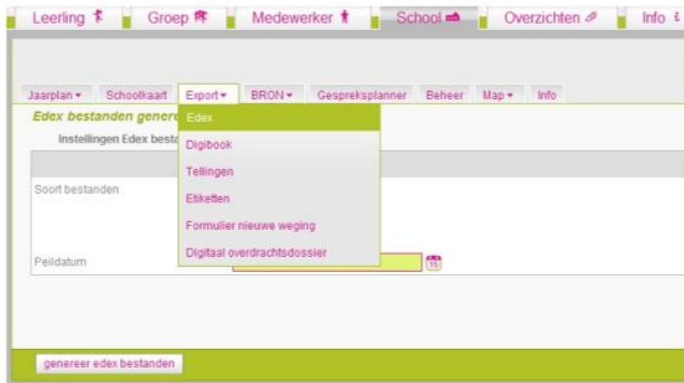 Leerling Groep Medewerker School Overzichten Info
Jaarplan Schoolkaart Export BRON Gespreksplanner Beheer Map Info
Edex bestanden gener
Edex
Instellingen Edex besta
Digibook
Tellingen
Soort bestanden
Etiketten
Formulier nieuwe weging
Digitaal overdrachtsdossier
Peildatum
15
genereer edex bestanden